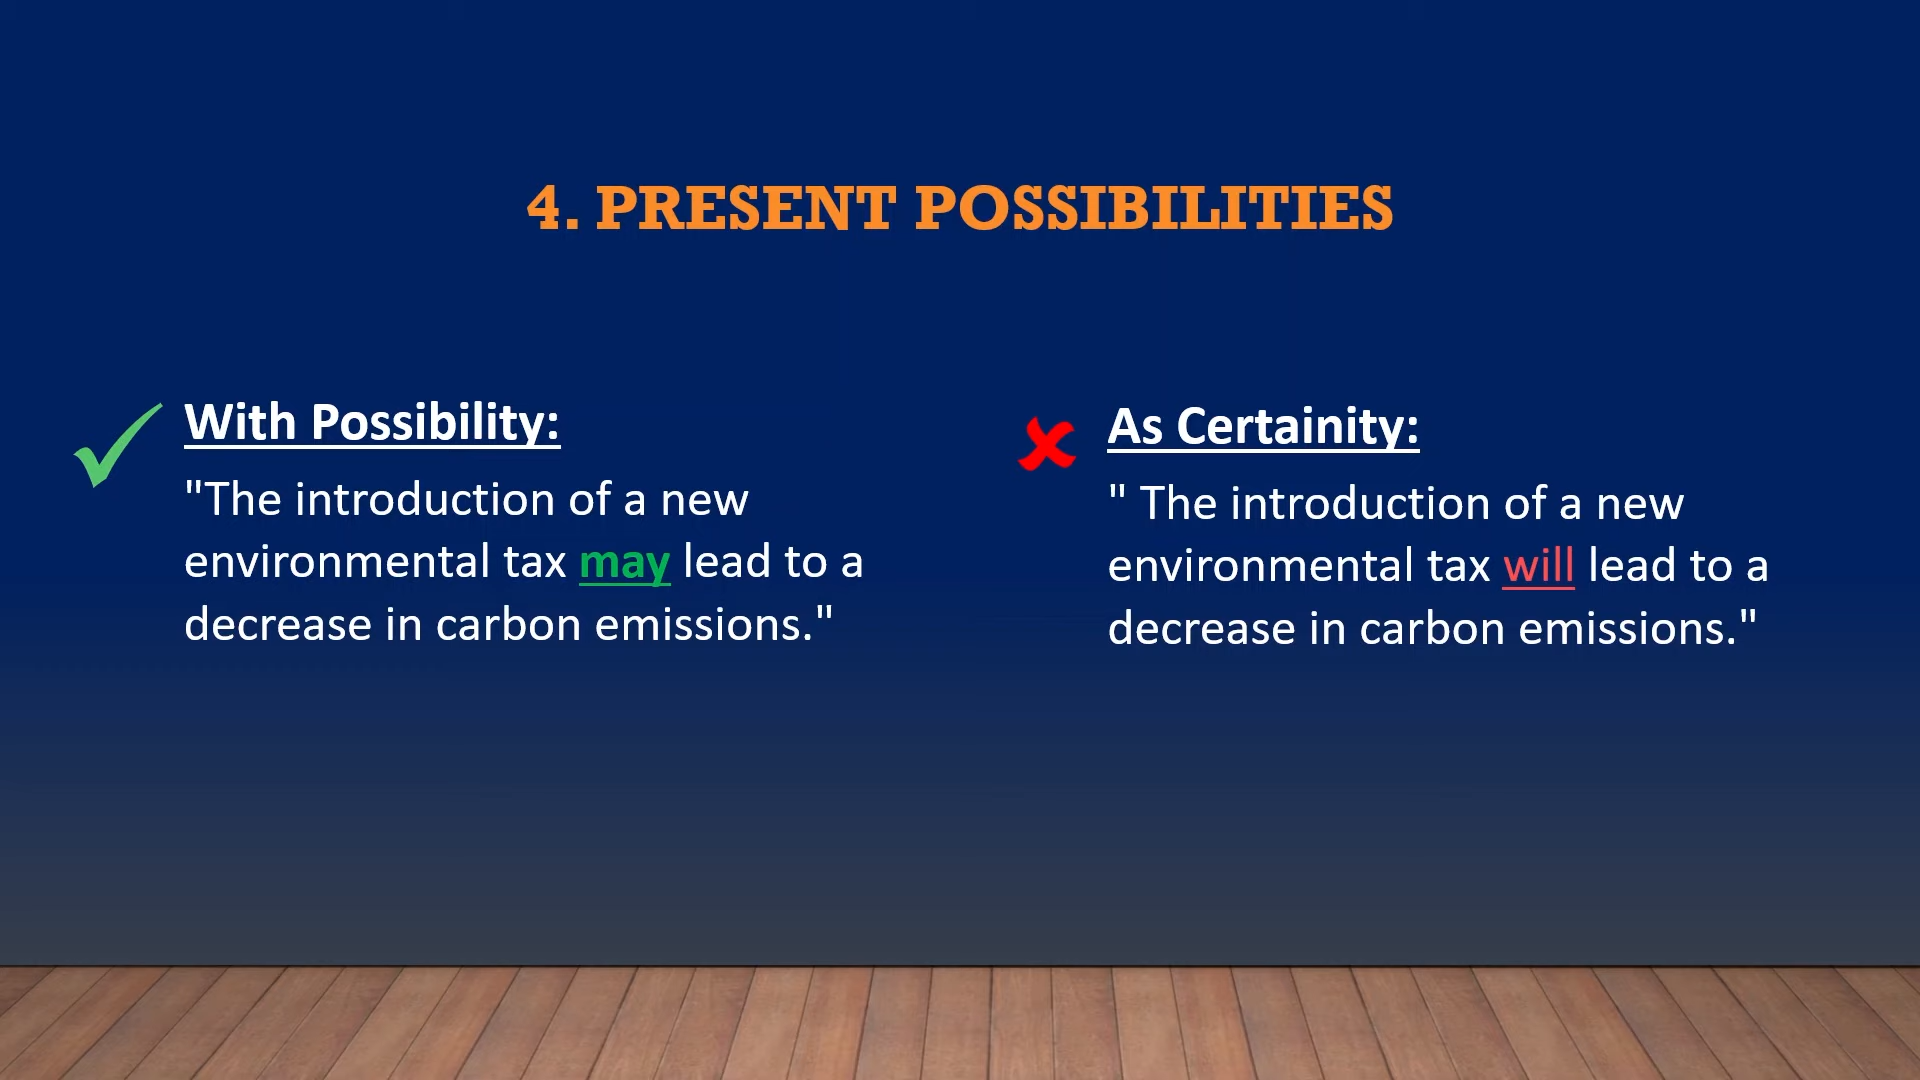 4. PRESENT POSSIBILITIES
With Possibility:
"The introduction of a new
environmental tax may lead to a
decrease in carbon emissions."
As Certainity:
" The introduction of a new
environmental tax will lead to a
decrease in carbon emissions."